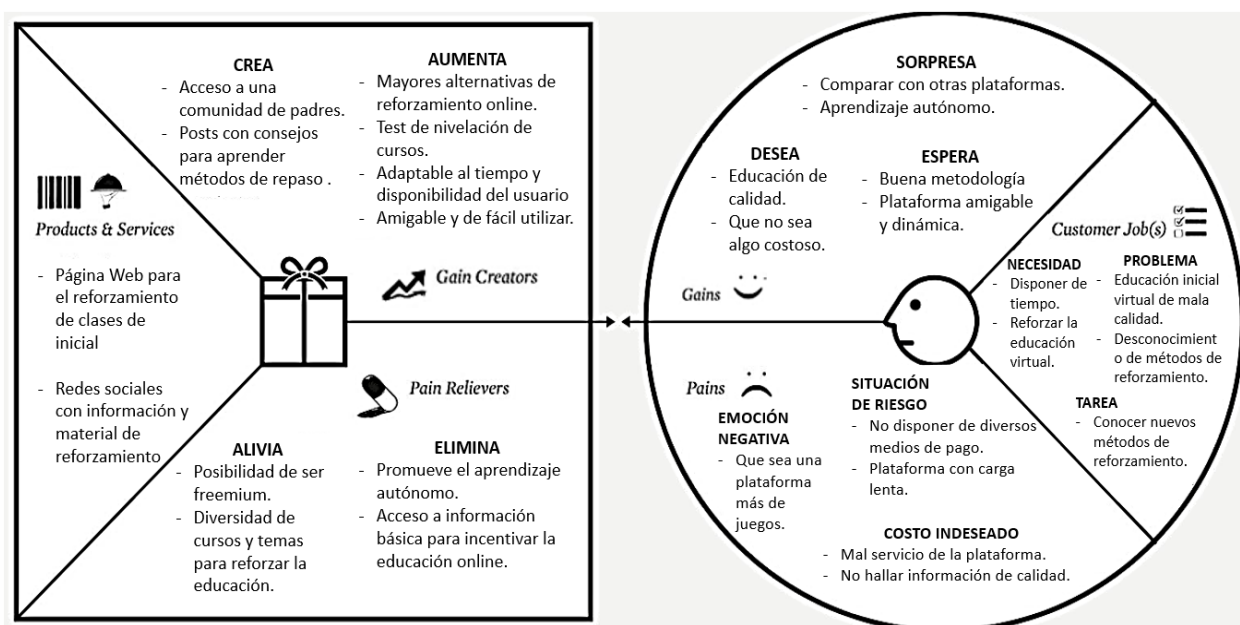 CREA
- Acceso a una
comunidad de padres.
- Posts con consejos
para aprender
métodos de repaso .
AUMENTA
- Mayores alternativas de
reforzamiento online.
- Test de nivelación de
cursos.
- Adaptable al tiempo y
disponibilidad del usuario
- Amigable y de fácil utilizar.
Products & Services
- Página Web para
el reforzamiento
de clases de
inicial
- Redes sociales
con información y
material de
reforzamiento
Gain Creators
Pain Relievers
ALIVIA
- Posibilidad de ser
freemium.
- Diversidad de
cursos y temas
para reforzar la
educación.
ELIMINA
- Promueve el aprendizaje
autónomo.
- Acceso a información
básica para incentivar la
educación online.
SORPRESA
- Comparar con otras plataformas.
- Aprendizaje autónomo.
DESEA
- Educación de
calidad.
- Que no sea
algo costoso.
ESPERA
- Buena metodología
- Plataforma amigable
y dinámica.
Gains
Customer Job(s)
NECESIDAD
- Disponer de
tiempo.
- Reforzar la
educación
virtual.
PROBLEMA
- Educación inicial
virtual de mala
calidad.
- Desconocimient
o de métodos de
reforzamiento.
TAREA
- Conocer nuevos
métodos de
reforzamiento.
Pains
EMOCIÓN
NEGATIVA
- Que sea una
plataforma
más de
juegos.
SITUACIÓN
DE RIESGO
- No disponer de diversos
medios de pago.
- Plataforma con carga
lenta.
COSTO INDESEADO
- Mal servicio de la plataforma.
- No hallar información de calidad.